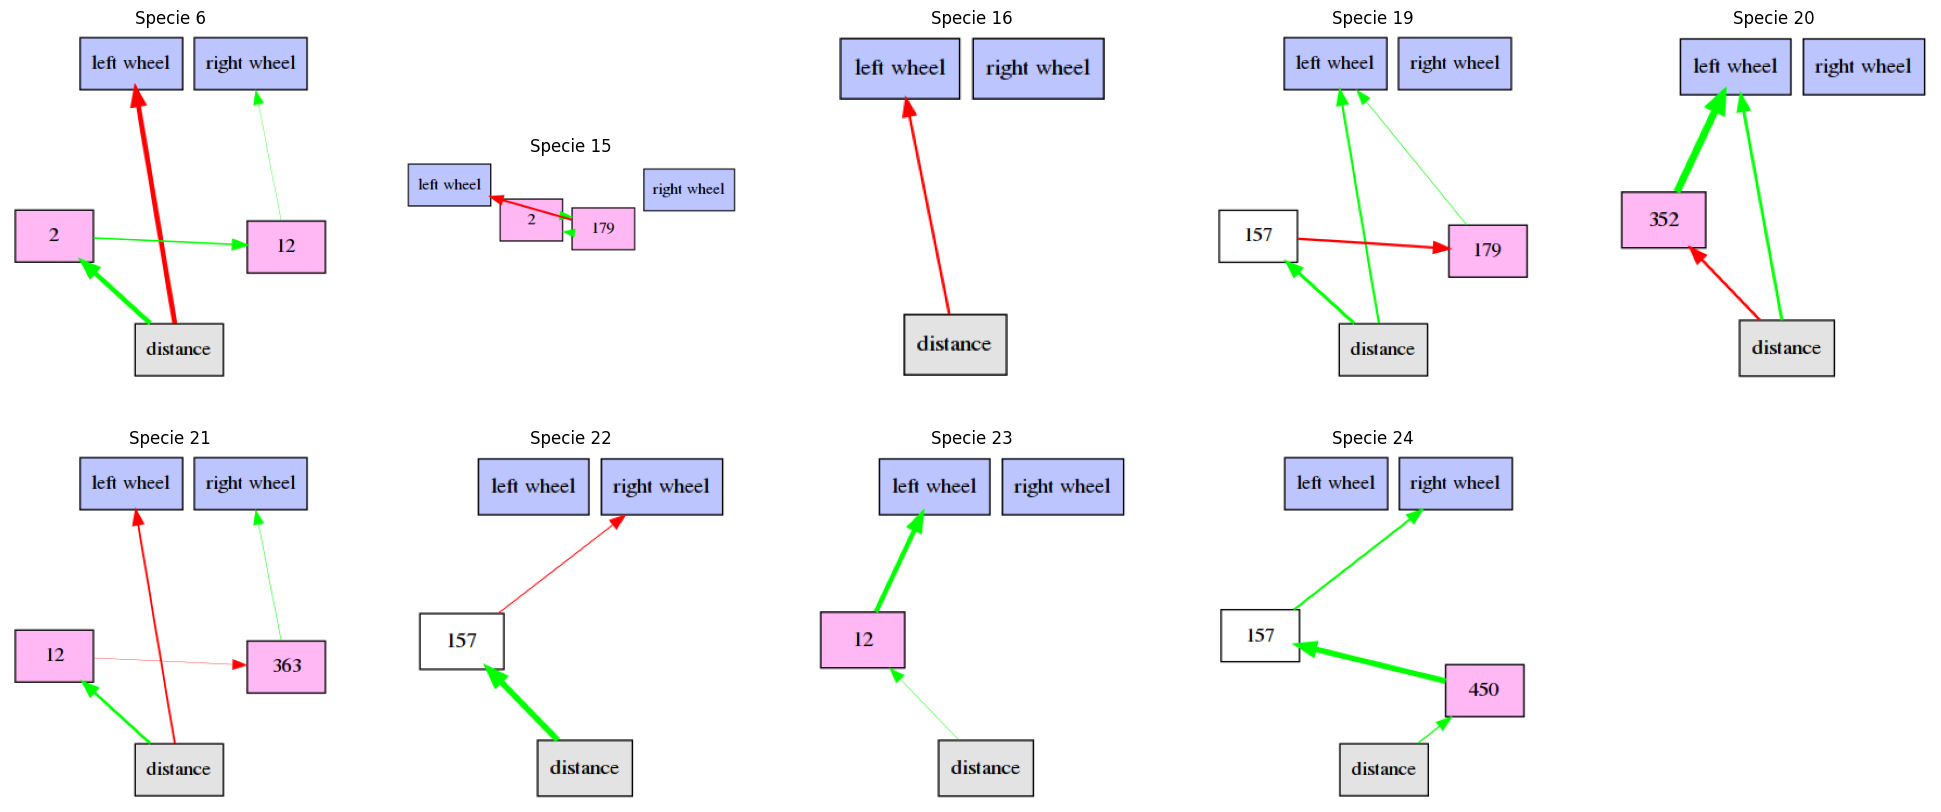 Specie 6
left wheel right wheel
2
12
distance
Specie 15
left wheel
right wheel
2
179
Specie 16
left wheel right wheel
distance
Specie 19
left wheel right wheel
157
179
distance
Specie 20
left wheel right wheel
352
distance
Specie 21
left wheel right wheel
12
363
distance
Specie 22
left wheel right wheel
157
distance
Specie 23
left wheel right wheel
12
distance
Specie 24
left wheel right wheel
157
450
distance